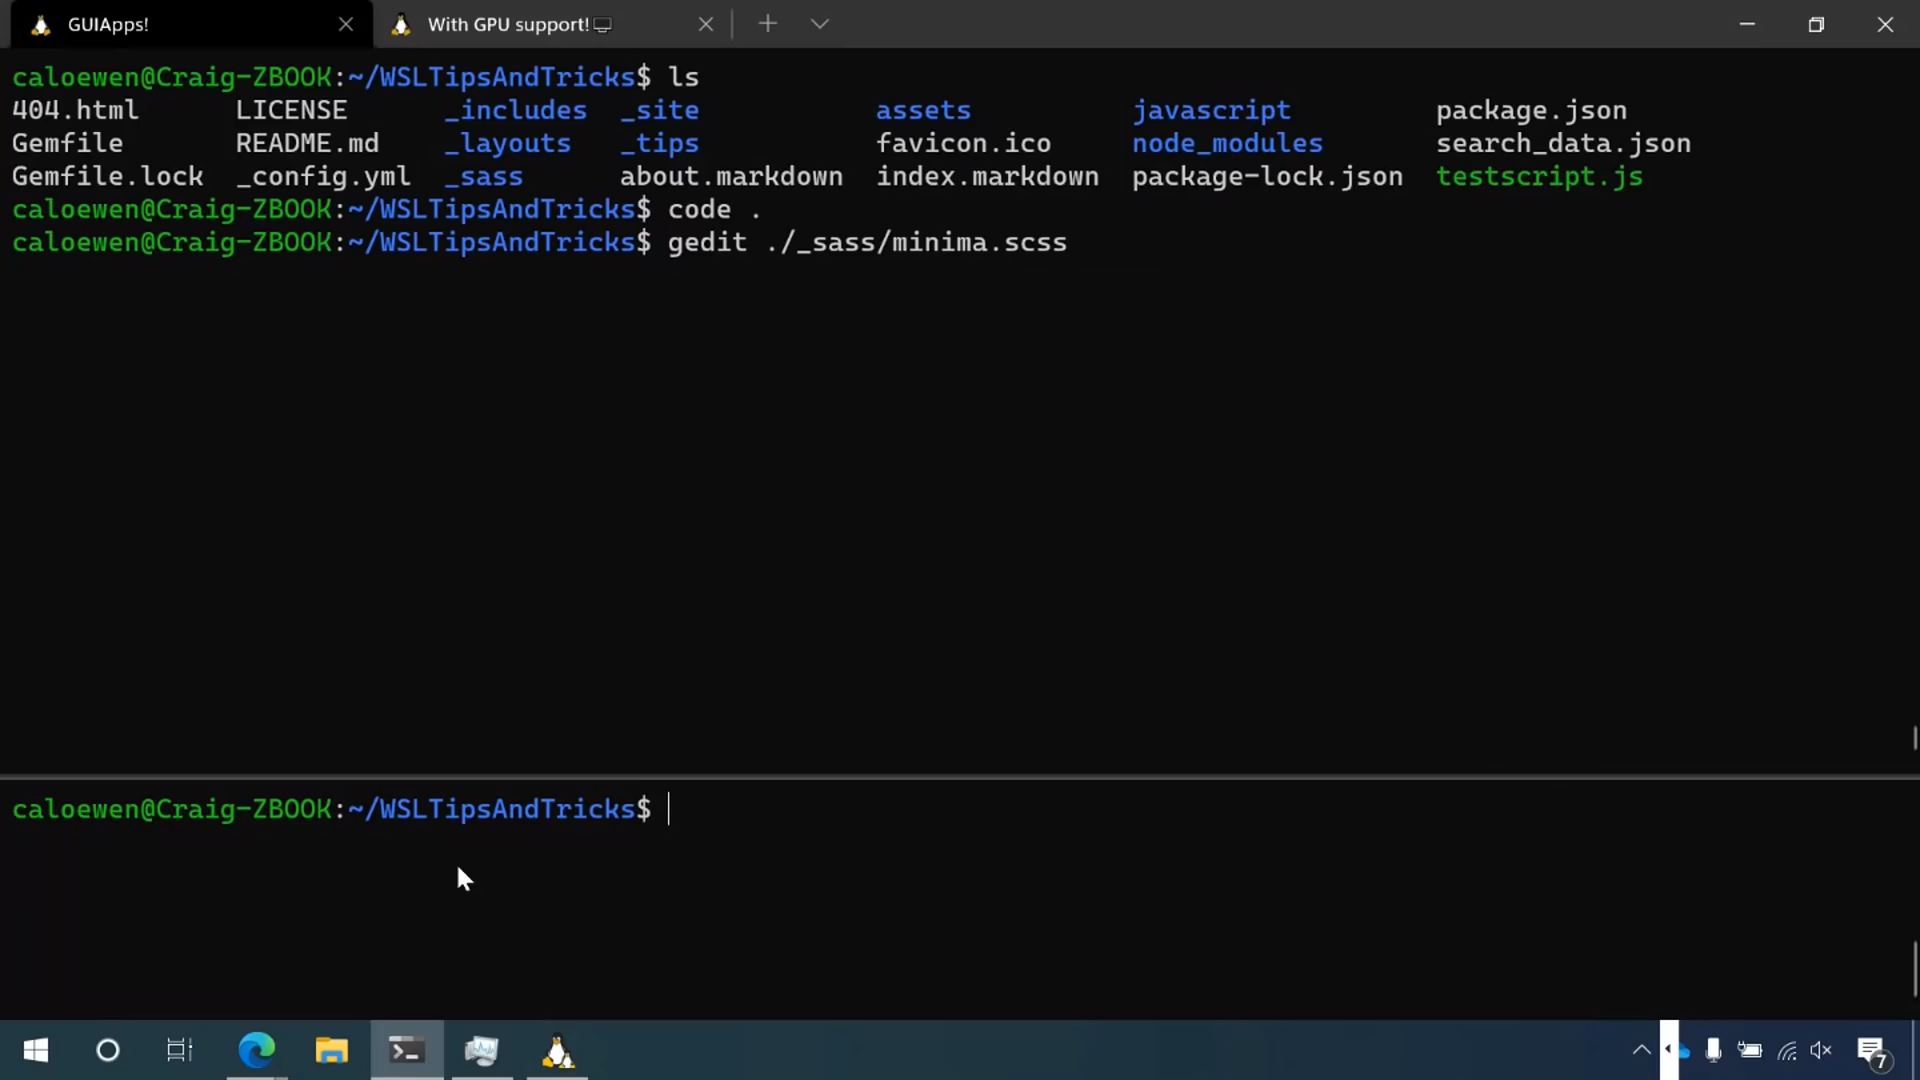 GUIApps! With GPU support!
caloewen@Craig-ZBOOK:~/WSLTipsAndTricks$ ls
404.html LICENSE _includes _site assets javascript package.json
Gemfile README.md _layouts _tips favicon.ico node_modules search_data.json
Gemfile.lock _config.yml _sass about.markdown index.markdown package-lock.json testscript.js
caloewen@Craig-ZBOOK:~/WSLTipsAndTricks$ code .
caloewen@Craig-ZBOOK:~/WSLTipsAndTricks$ gedit ./_sass/minima.scss
caloewen@Craig-ZBOOK:~/WSLTipsAndTricks$
7